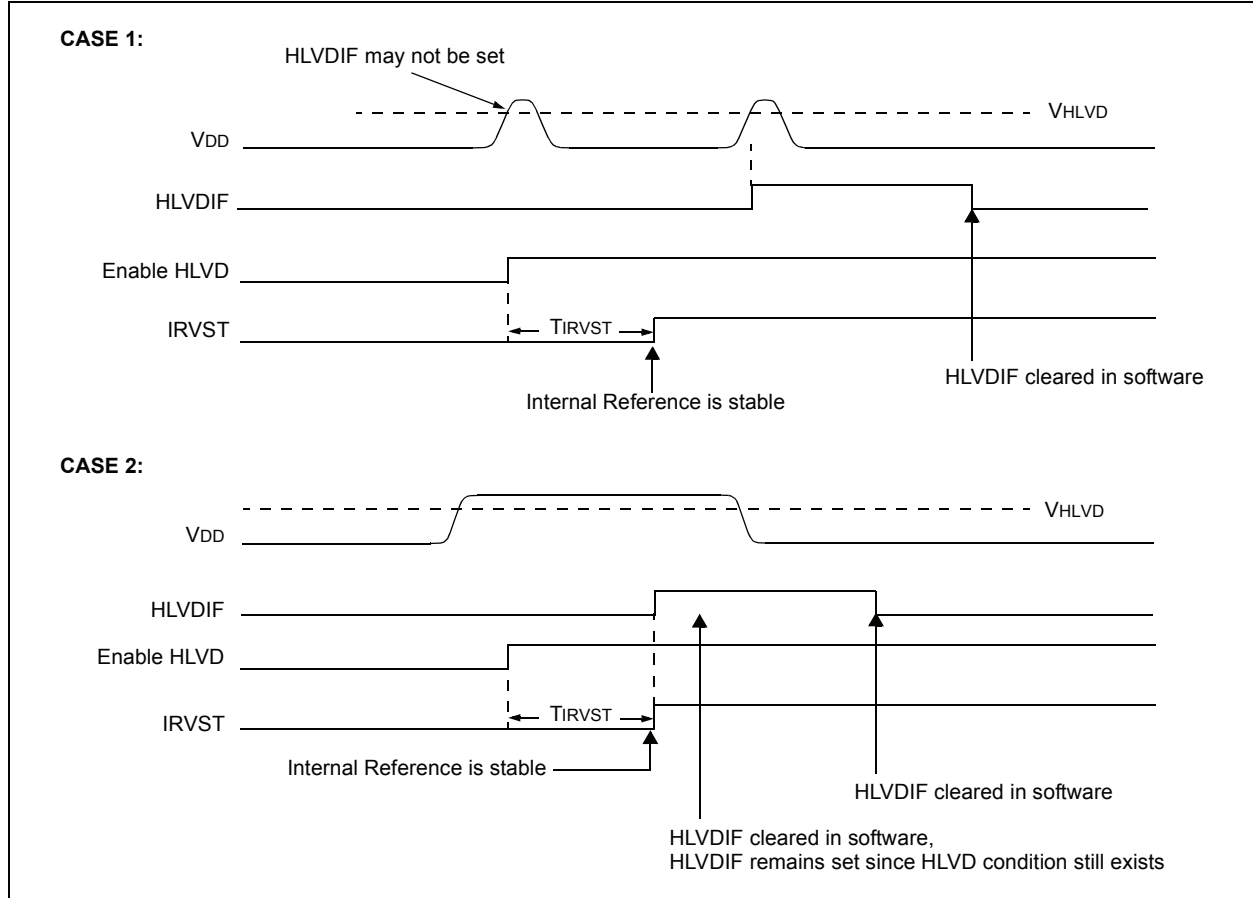 CASE 1:
HLVDIF may not be set
VHLVD
VDD
HLVDIF
Enable HLVD
TIRVST
IRVST
HLVDIF cleared in software
Internal Reference is stable
CASE 2:
VHLVD
VDD
HLVDIF
Enable HLVD
TIRVST
IRVST
Internal Reference is stable
HLVDIF cleared in software
HLVDIF cleared in software,
HLVDIF remains set since HLVD condition still exists